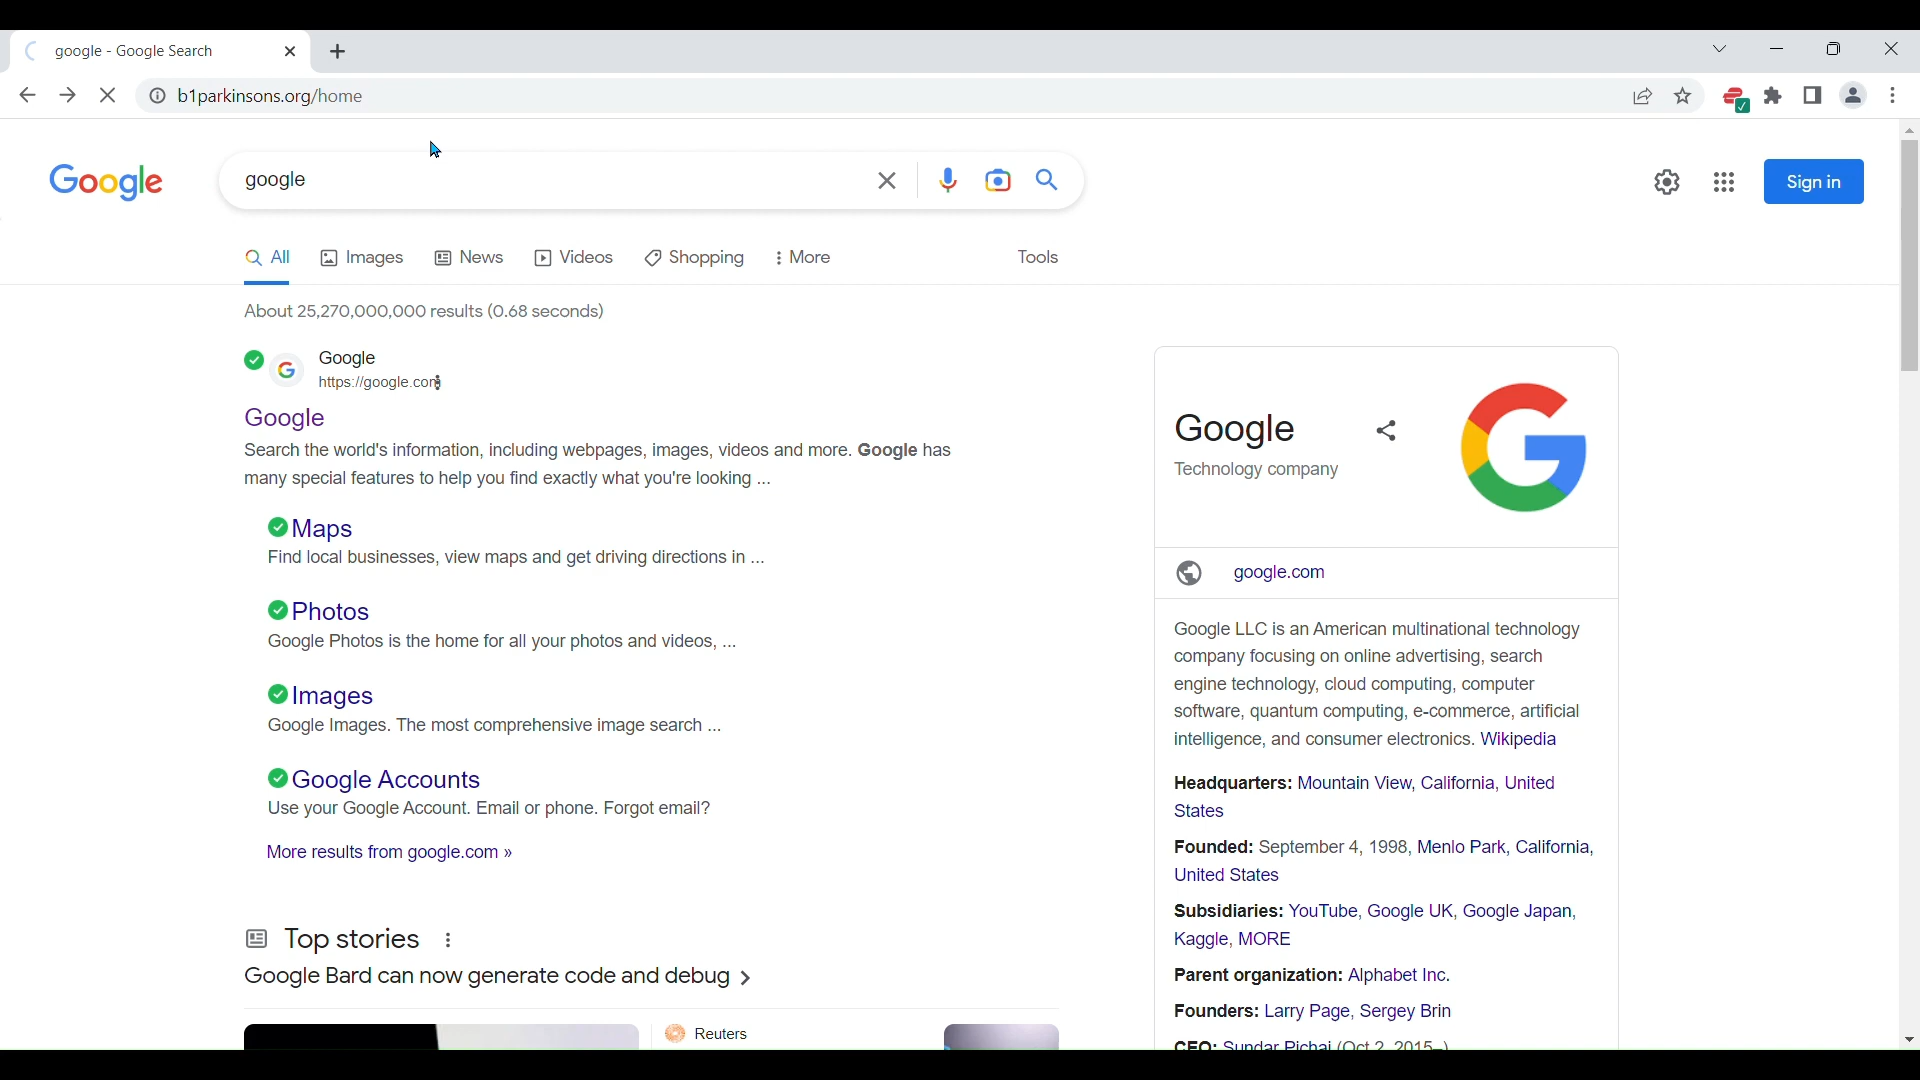 google - Google Search
b1parkinsons.org/home
Google
google
Sign in
All
Images
News
Videos
Shopping
More
Tools
About 25,270,000,000 results (0.68 seconds)
Google
https://google.com
Google
Search the world's information, including webpages, images, videos and more. Google has
many special features to help you find exactly what you're looking ...
Maps
Find local businesses, view maps and get driving directions in ...
Photos
Google Photos is the home for all your photos and videos, ...
Images
Google Images. The most comprehensive image search ...
Google Accounts
Use your Google Account. Email or phone. Forgot email?
More results from google.com »
Top stories
Google Bard can now generate code and debug
Reuters
Google
Technology company
google.com
Google LLC is an American multinational technology
company focusing on online advertising, search
engine technology, cloud computing, computer
software, quantum computing, e-commerce, artificial
intelligence, and consumer electronics. Wikipedia
Headquarters: Mountain View, California, United
States
Founded: September 4, 1998, Menlo Park, California,
United States
Subsidiaries: YouTube, Google UK, Google Japan,
Kaggle, MORE
Parent organization: Alphabet Inc.
Founders: Larry Page, Sergey Brin
CEO: Sundar Pichai (Oct 2, 2015–)